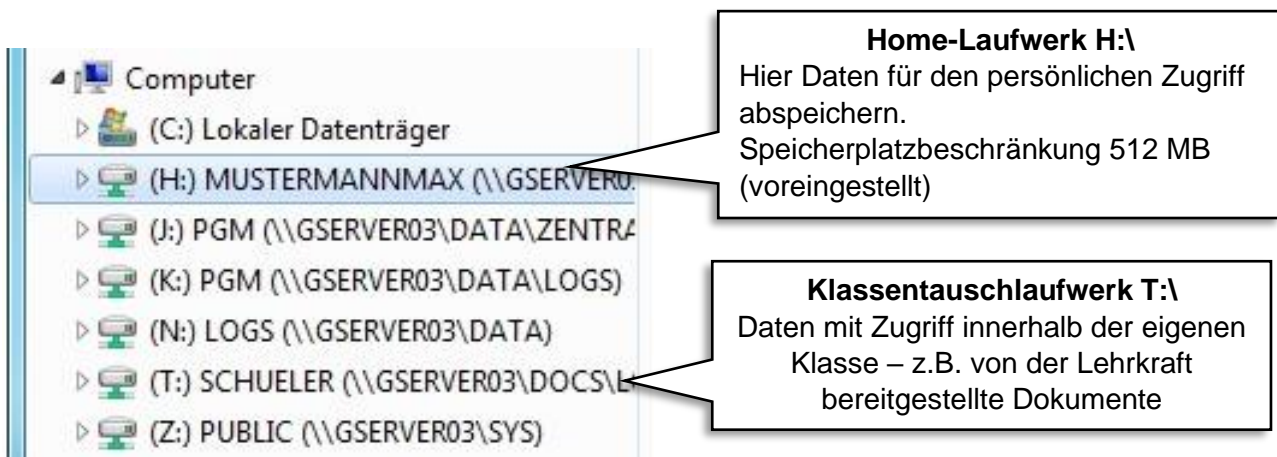 Computer
(C:) Lokaler Datenträger
(H:) MUSTERMANNMAX (\\GSERVER0
(J:) PGM (\\GSERVER03\DATA\ZENTRA
(K:) PGM (\\GSERVER03\DATA\LOGS)
(N:) LOGS (\\GSERVER03\DATA)
(T:) SCHUELER (\\GSERVER03\DOCS\L
(Z:) PUBLIC (\\GSERVER03\SYS)
Home-Laufwerk H:\
Hier Daten für den persönlichen Zugriff
abspeichern.
Speicherplatzbeschränkung 512 MB
(voreingestellt)
Klassentauschlaufwerk T:\
Daten mit Zugriff innerhalb der eigenen
Klasse – z.B. von der Lehrkraft
bereitgestellte Dokumente